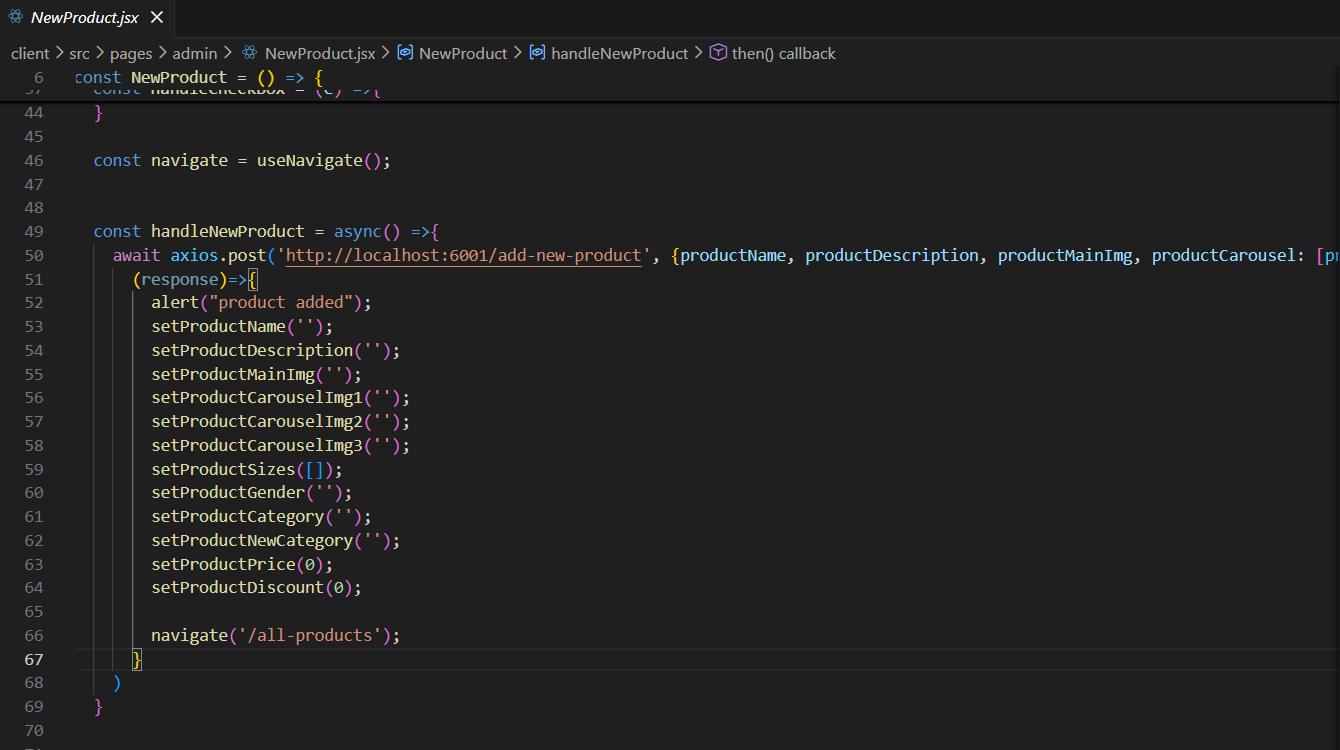 NewProduct.jsx
client > src > pages > admin > NewProduct.jsx > NewProduct > handleNewProduct > then() callback
6 const NewProduct = () => {
37 const handleCheckBox = (e) =>{
44 }
45
46 const navigate = useNavigate();
47
48
49 const handleNewProduct = async() =>{
50 await axios.post('http://localhost:6001/add-new-product', {productName, productDescription, productMainImg, productCarousel: [pr
51 (response)=>{
52 alert("product added");
53 setProductName('');
54 setProductDescription('');
55 setProductMainImg('');
56 setProductCarouselImg1('');
57 setProductCarouselImg2('');
58 setProductCarouselImg3('');
59 setProductSizes([]);
60 setProductGender('');
61 setProductCategory('');
62 setProductNewCategory('');
63 setProductPrice(0);
64 setProductDiscount(0);
65
66 navigate('/all-products');
67 }
68 )
69 }
70